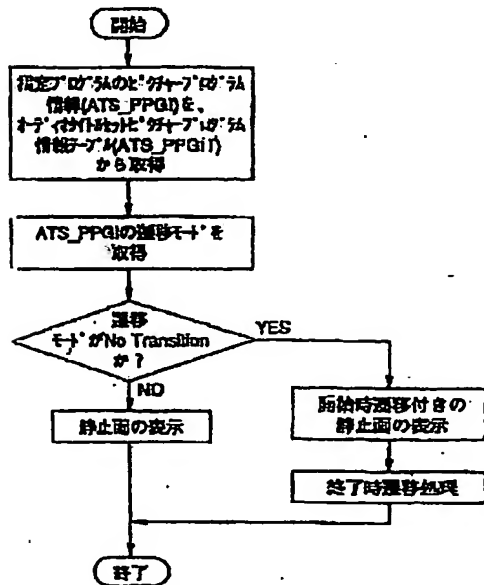 開始
指定プログラムのピクチャープログラム
情報(ATS_PPGI)を、
オーディオタイトルセットピクチャープログラム
情報テーブル(ATS_PPGIT)
から取得
ATS_PPGIの遷移モードを
取得
遷移
モードがNo Transition
か？
YES
NO
静止画の表示
開始時遷移付きの
静止画の表示
終了時遷移処理
終了